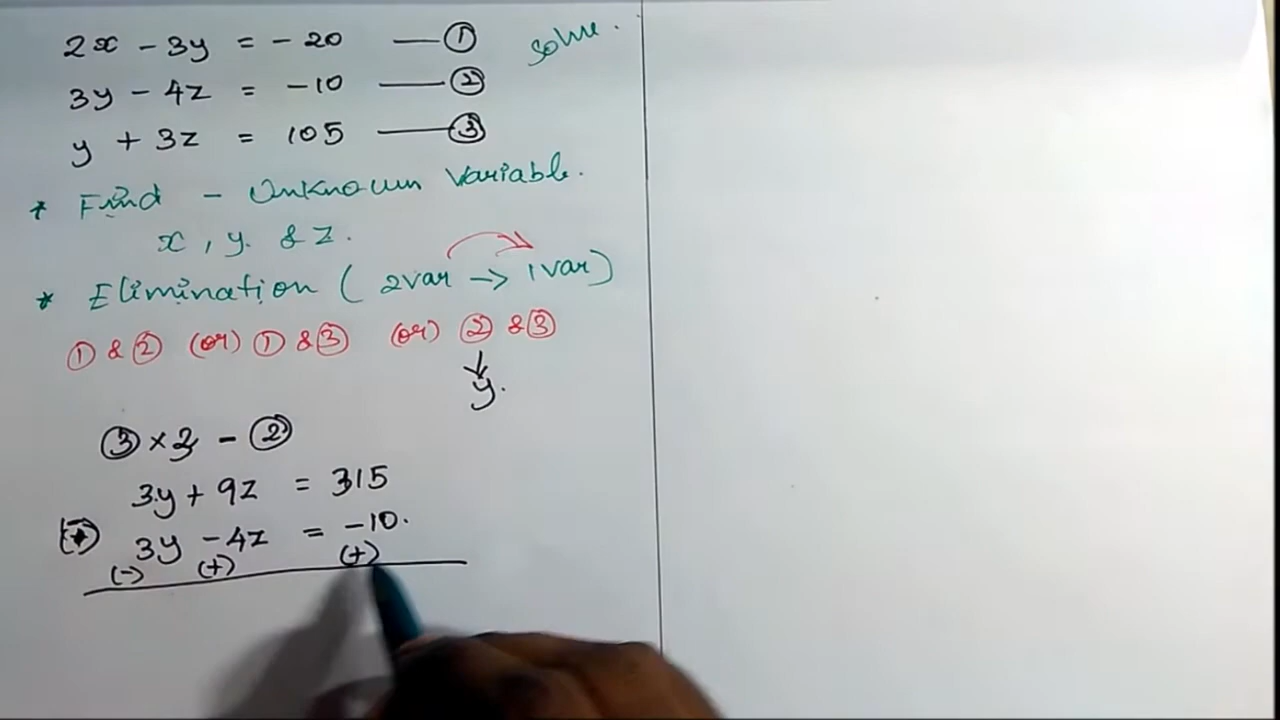 2x - 3y = - 20 —— ① Solve.
3y - 4z = -10 —— ②
y + 3z = 105 —— ③
* Find - Unknown Variable.
x, y. & z.
* Elimination ( 2var → 1var)
① & ② (or) ① & ③ (or) ② & ③
↓
y.
③ × 3 - ②
3y + 9z = 315
3y - 4z = -10.
(-) (+) (+)